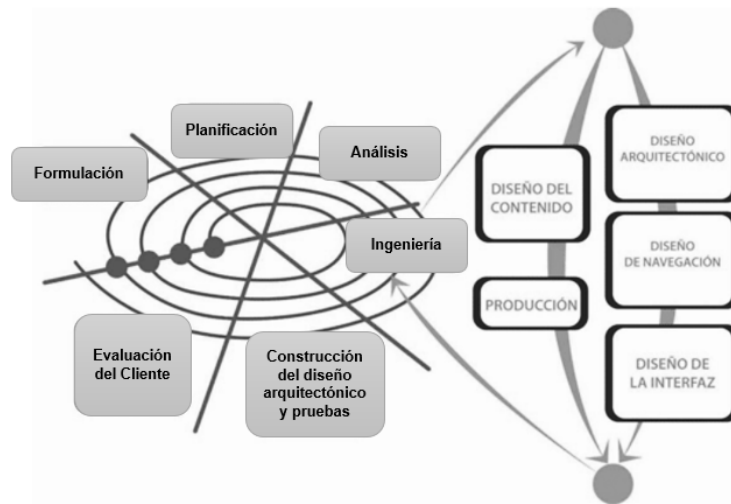 Planificación
Análisis
Formulación
Ingeniería
Evaluación
del Cliente
Construcción
del diseño
arquitectónico
y pruebas
DISEÑO DEL
CONTENIDO
PRODUCCIÓN
DISEÑO
ARQUITECTÓNICO
DISEÑO
DE NAVEGACIÓN
DISEÑO DE
LA INTERFAZ